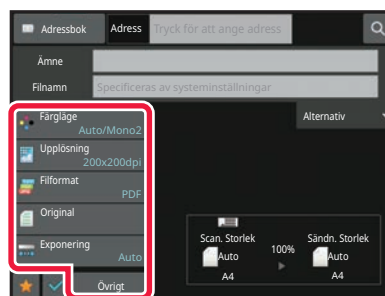 Adressbok Adress Tryck för att ange adress
Ämne
Filnamn Specificeras av systeminställningar
Färgläge
Auto/Mono2
Alternativ
Upplösning
200x200dpi
Filformat
PDF
Original
Exponering
Auto
Övrigt
Scan. Storlek
Auto
A4
100%
Sändn. Storlek
Auto
A4